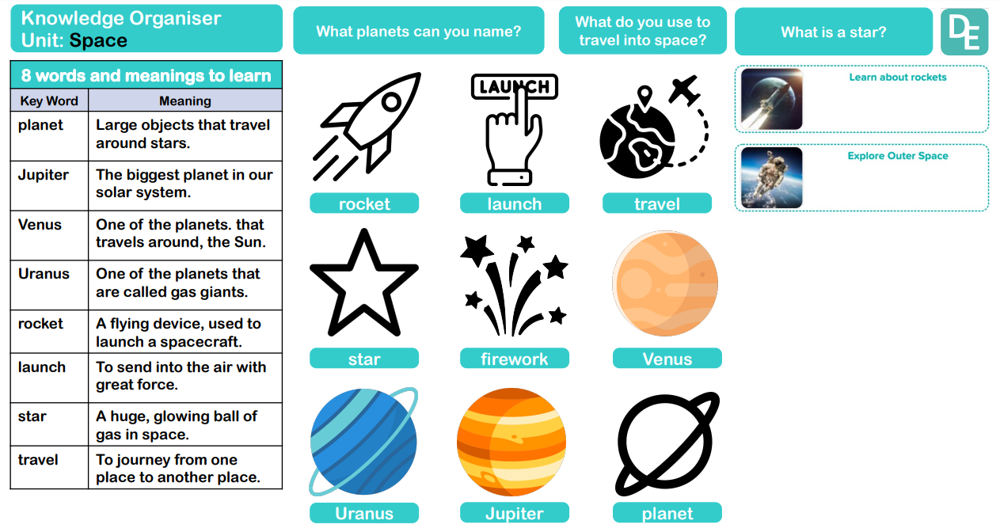 Knowledge Organiser
Unit: Space
What planets can you name?
What do you use to
travel into space?
What is a star?
DE
8 words and meanings to learn
Key Word Meaning
planet Large objects that travel
around stars.
Jupiter The biggest planet in our
solar system.
Venus One of the planets. that
travels around, the Sun.
Uranus One of the planets that
are called gas giants.
rocket A flying device, used to
launch a spacecraft.
launch To send into the air with
great force.
star A huge, glowing ball of
gas in space.
travel To journey from one
place to another place.
LAUNCH
rocket launch travel
star firework Venus
Uranus Jupiter planet
Learn about rockets
Explore Outer Space